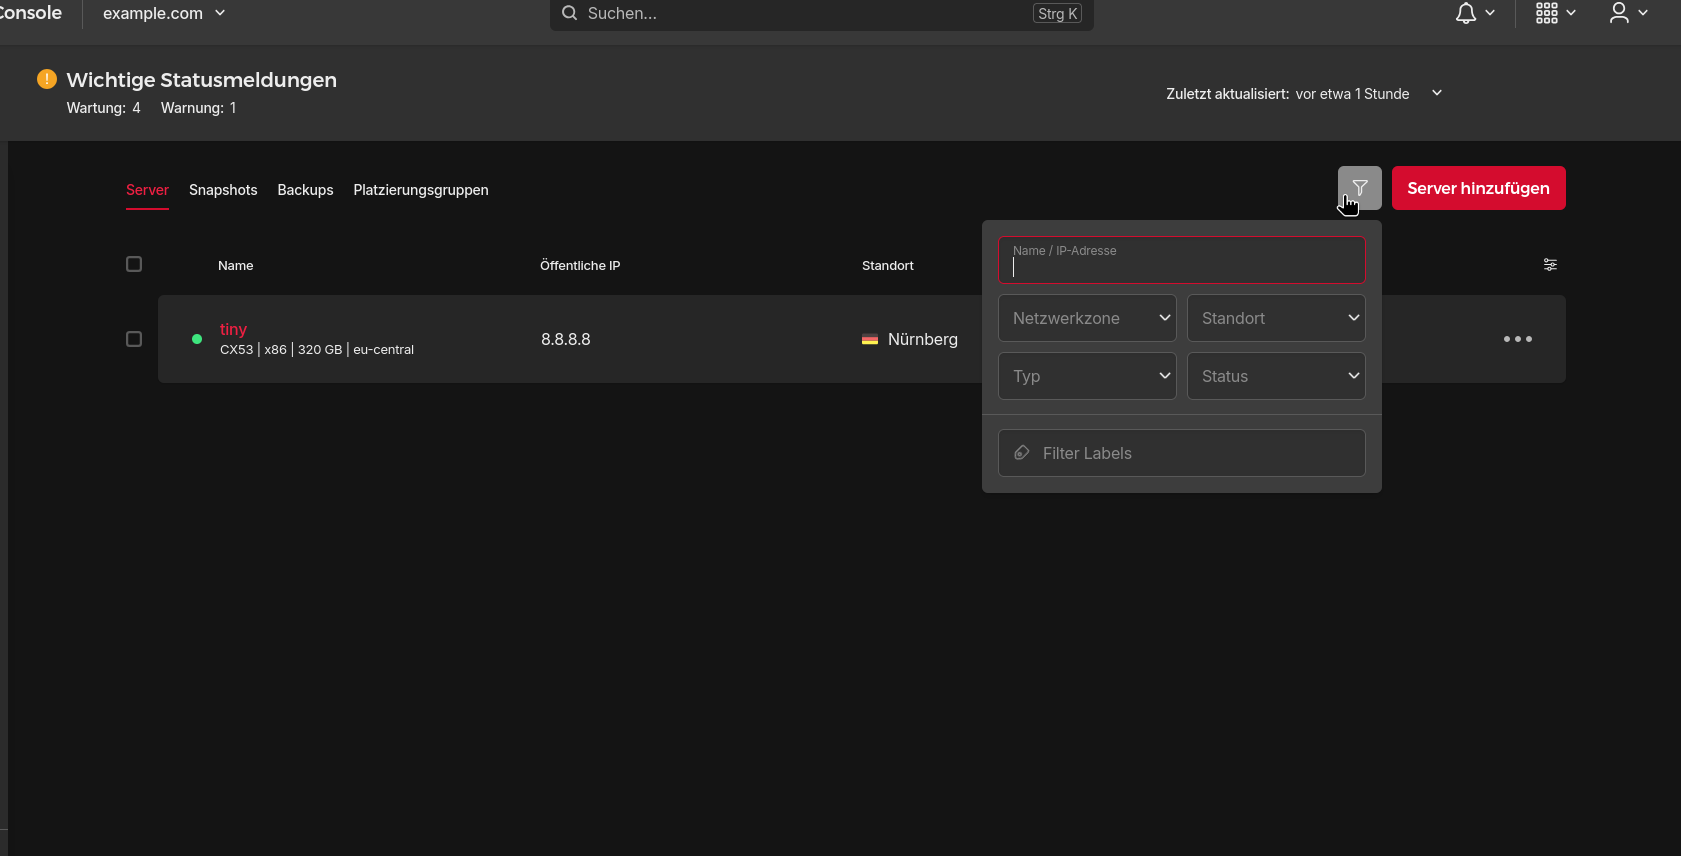 Console
example.com
Suchen...
Strg K
Wichtige Statusmeldungen
Wartung: 4 Warnung: 1
Zuletzt aktualisiert: vor etwa 1 Stunde
Server Snapshots Backups Platzierungsgruppen
Server hinzufügen
Name Öffentliche IP Standort
tiny
CX53 | x86 | 320 GB | eu-central
8.8.8.8
Nürnberg
Name / IP-Adresse
Netzwerkzone Standort
Typ Status
Filter Labels